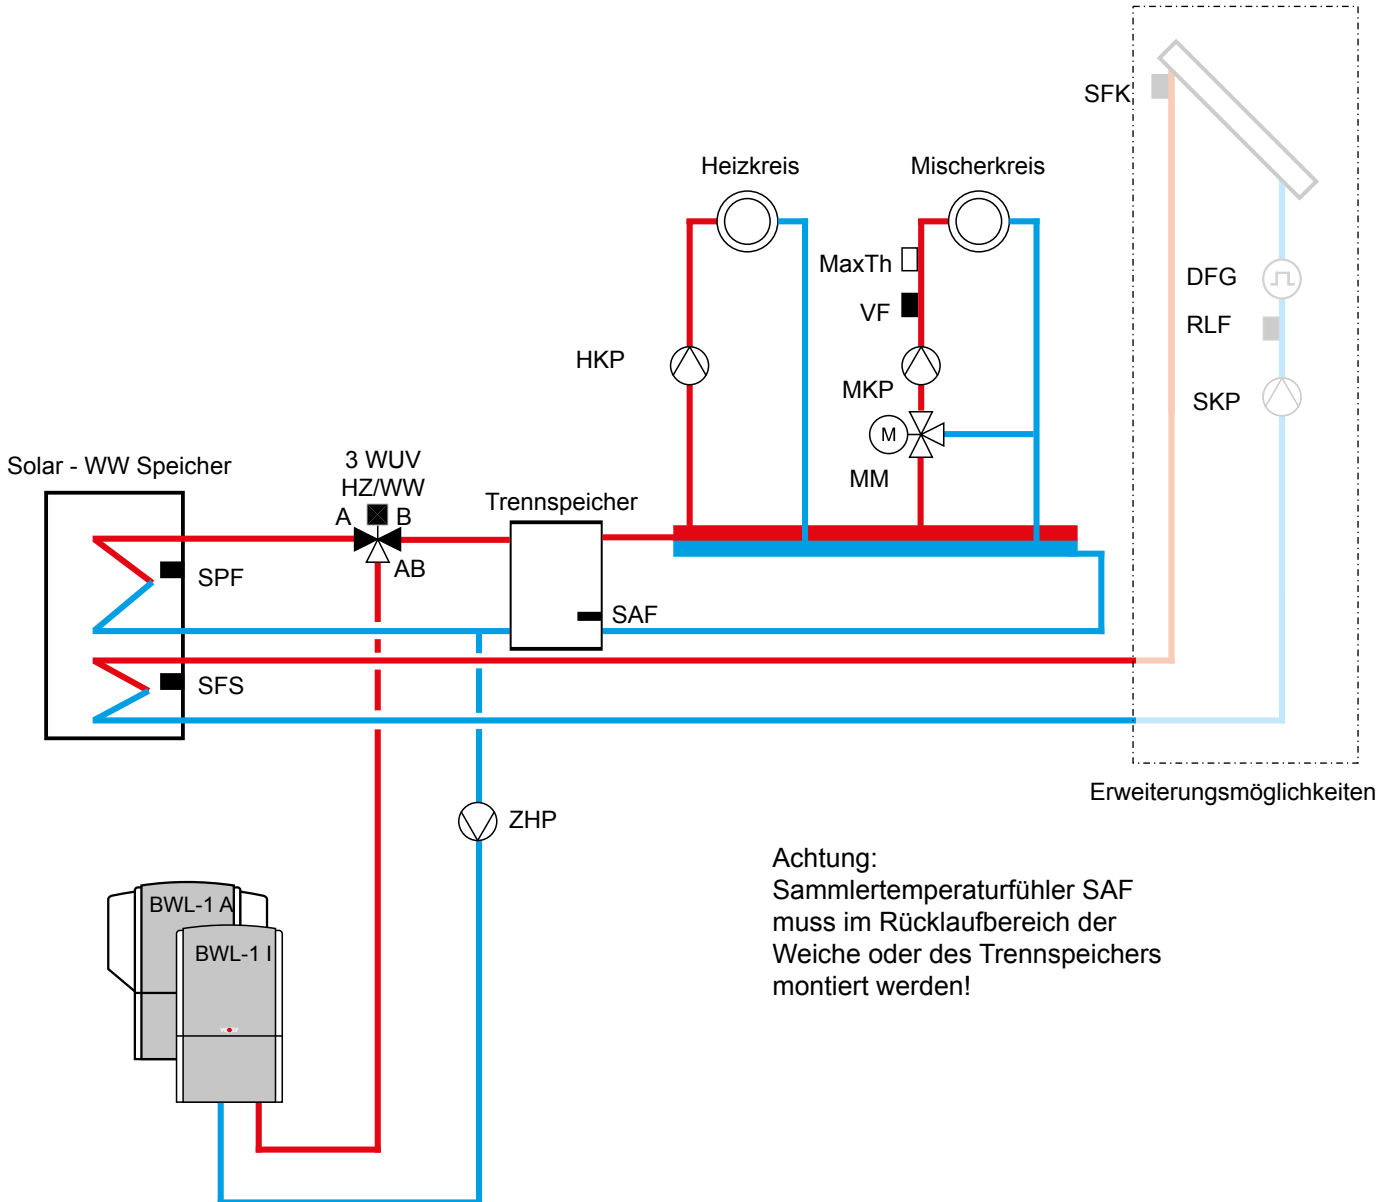 SFK
Heizkreis
Mischerkreis
MaxTh
DFG
VF
RLF
HKP
MKP
SKP
M
MM
Solar - WW Speicher
3 WUV
HZ/WW
A
B
AB
Trennspeicher
SPF
SAF
SFS
Erweiterungsmöglichkeiten
ZHP
Achtung:
Sammlertemperaturfühler SAF
muss im Rücklaufbereich der
Weiche oder des Trennspeichers
montiert werden!
BWL-1 A
BWL-1 I